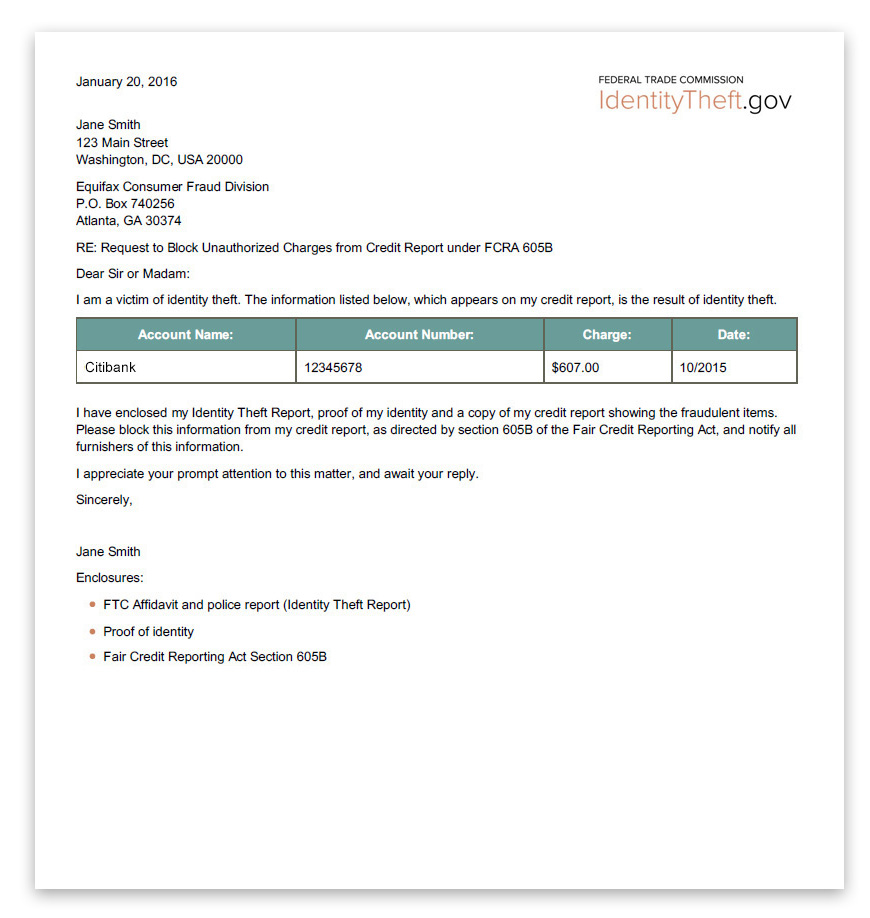 January 20, 2016
FEDERAL TRADE COMMISSION
IdentityTheft.gov
Jane Smith
123 Main Street
Washington, DC, USA 20000
Equifax Consumer Fraud Division
P.O. Box 740256
Atlanta, GA 30374
RE: Request to Block Unauthorized Charges from Credit Report under FCRA 605B
Dear Sir or Madam:
I am a victim of identity theft. The information listed below, which appears on my credit report, is the result of identity theft.
Account Name: Account Number: Charge: Date:
Citibank 12345678 $607.00 10/2015
I have enclosed my Identity Theft Report, proof of my identity and a copy of my credit report showing the fraudulent items.
Please block this information from my credit report, as directed by section 605B of the Fair Credit Reporting Act, and notify all
furnishers of this information.
I appreciate your prompt attention to this matter, and await your reply.
Sincerely,
Jane Smith
Enclosures:
• FTC Affidavit and police report (Identity Theft Report)
• Proof of identity
• Fair Credit Reporting Act Section 605B